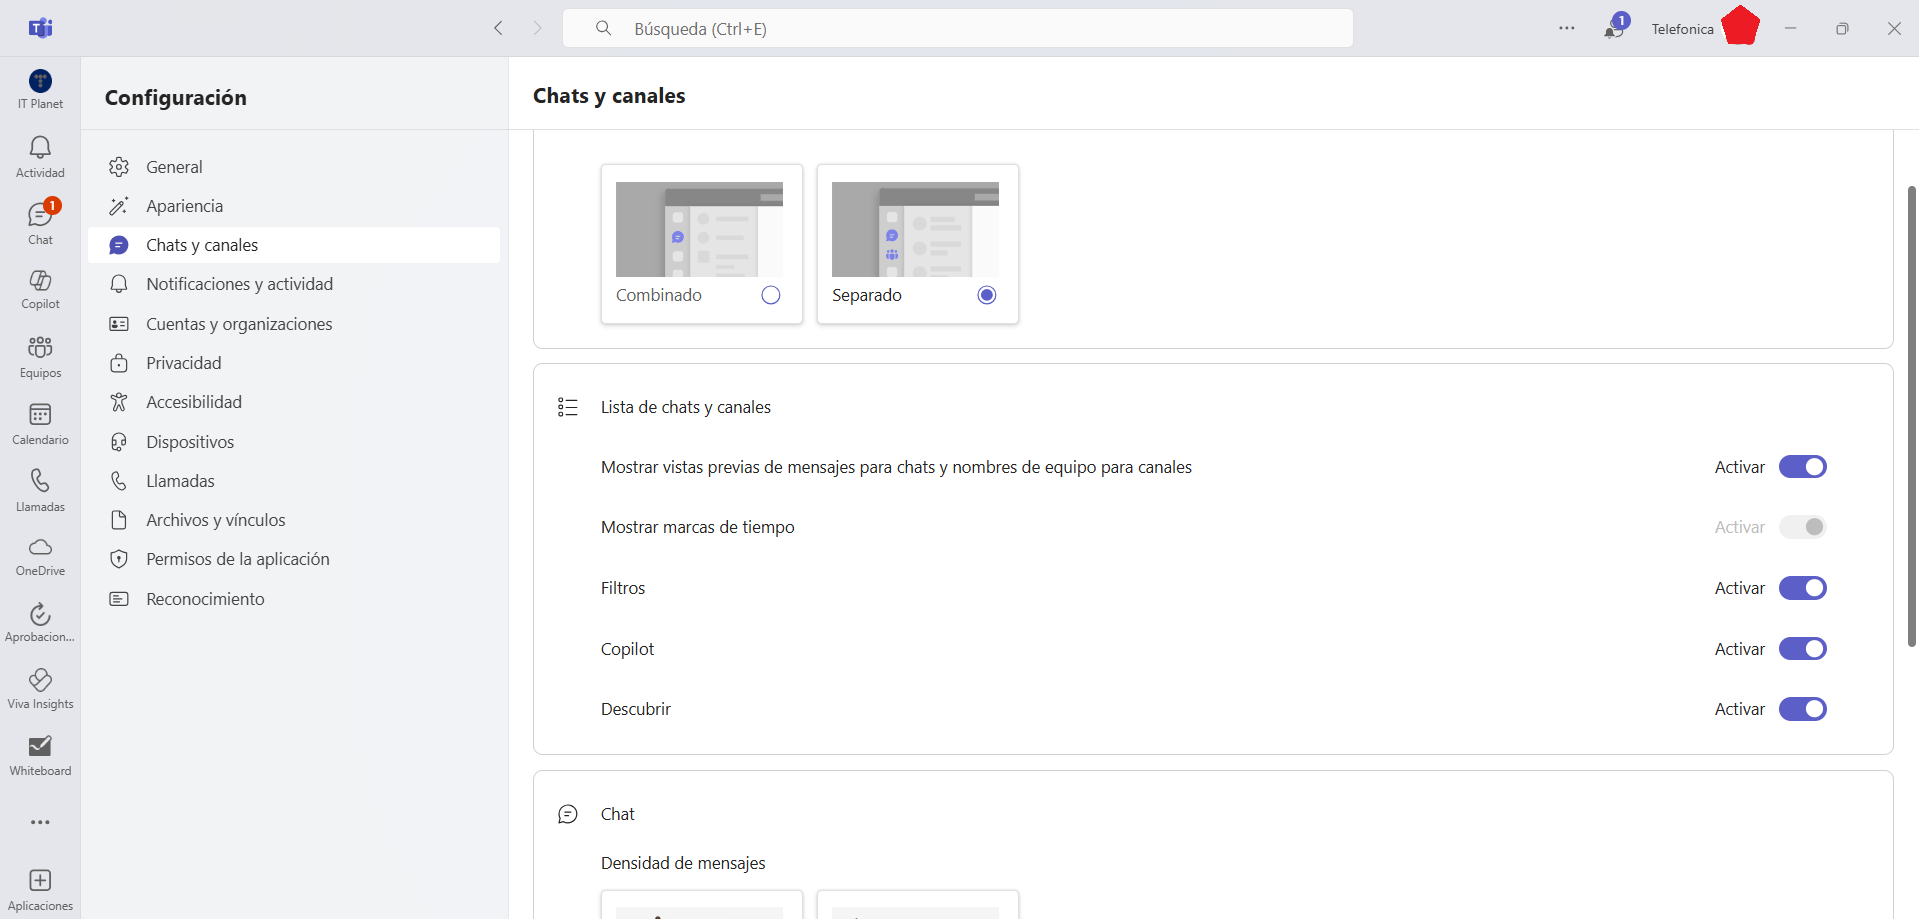 Búsqueda (Ctrl+E)
1
Telefonica
IT Planet
Actividad
1
Chat
Copilot
Equipos
Calendario
Llamadas
OneDrive
Aprobacion...
Viva Insights
Whiteboard
Aplicaciones
Configuración
General
Apariencia
Chats y canales
Notificaciones y actividad
Cuentas y organizaciones
Privacidad
Accesibilidad
Dispositivos
Llamadas
Archivos y vínculos
Permisos de la aplicación
Reconocimiento
Chats y canales
Combinado
Separado
Lista de chats y canales
Mostrar vistas previas de mensajes para chats y nombres de equipo para canales Activar
Mostrar marcas de tiempo Activar
Filtros Activar
Copilot Activar
Descubrir Activar
Chat
Densidad de mensajes